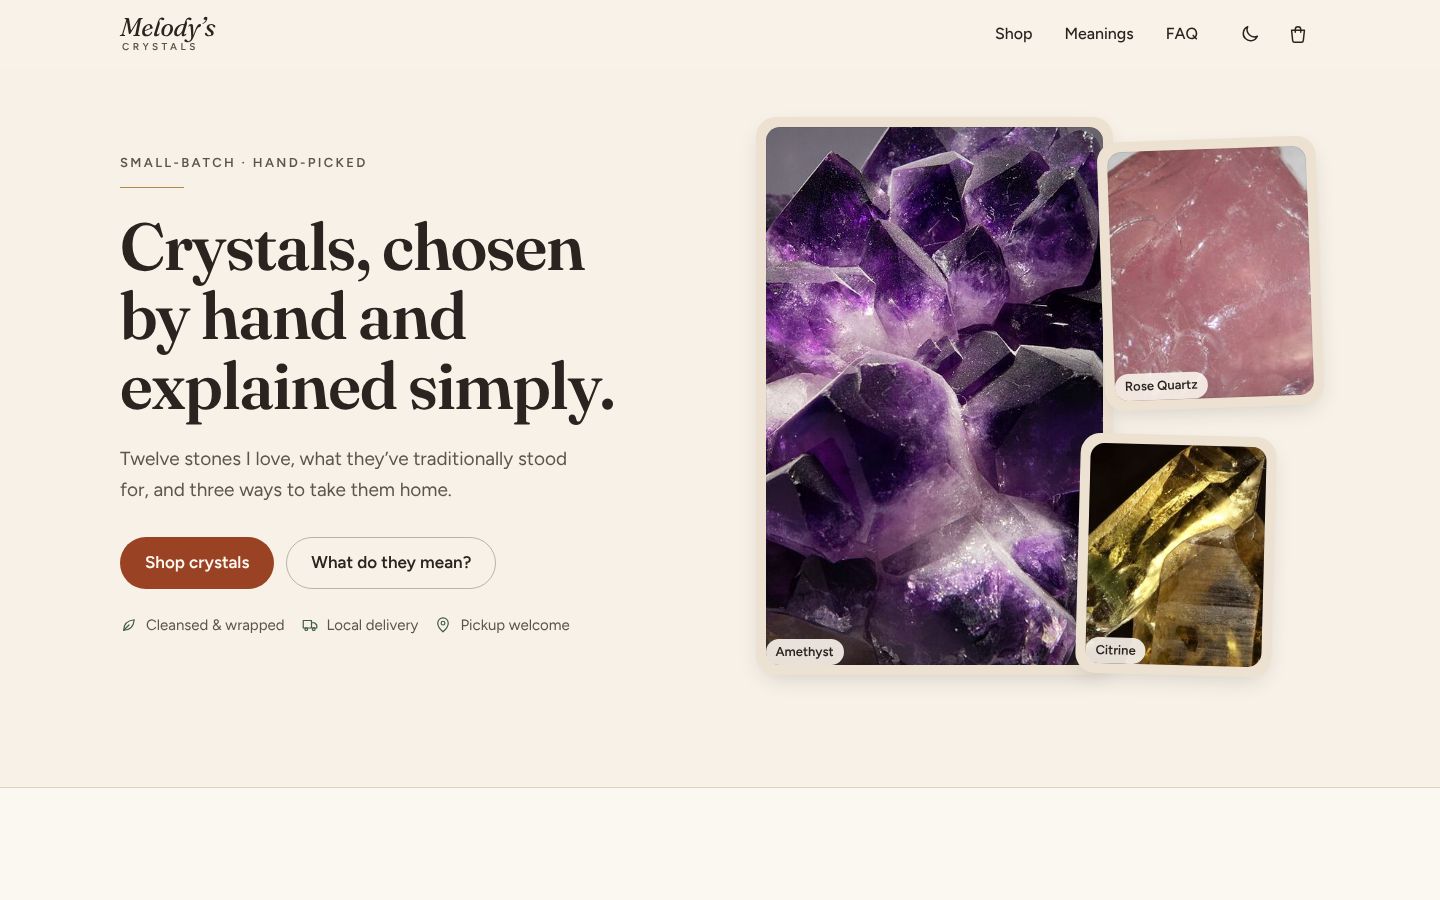 Melody’s
CRYSTALS
Shop
Meanings
FAQ
SMALL-BATCH · HAND-PICKED
Crystals, chosen
by hand and
explained simply.
Twelve stones I love, what they’ve traditionally stood
for, and three ways to take them home.
Shop crystals
What do they mean?
Cleansed & wrapped
Local delivery
Pickup welcome
Amethyst
Rose Quartz
Citrine